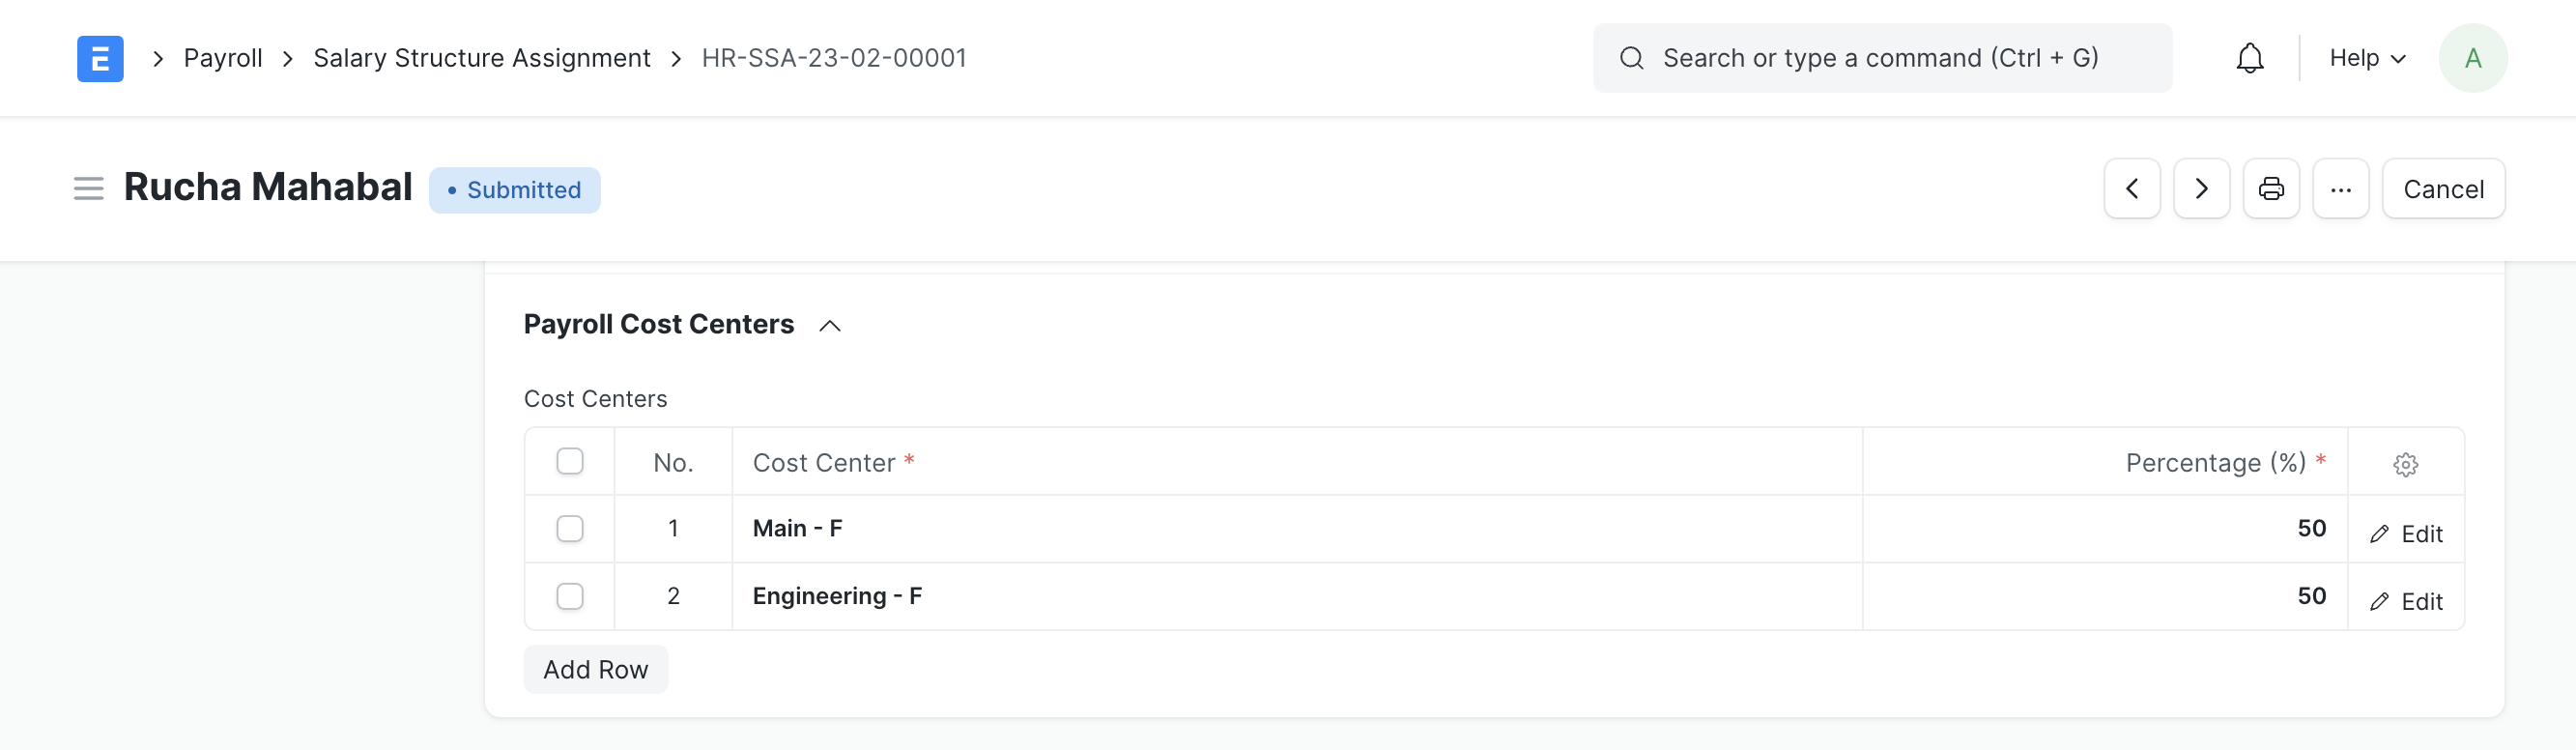 Payroll Salary Structure Assignment HR-SSA-23-02-00001 Search or type a command (Ctrl + G) Help A
Rucha Mahabal Submitted Cancel
Payroll Cost Centers
Cost Centers
No. Cost Center * Percentage (%) *
1 Main - F 50 Edit
2 Engineering - F 50 Edit
Add Row